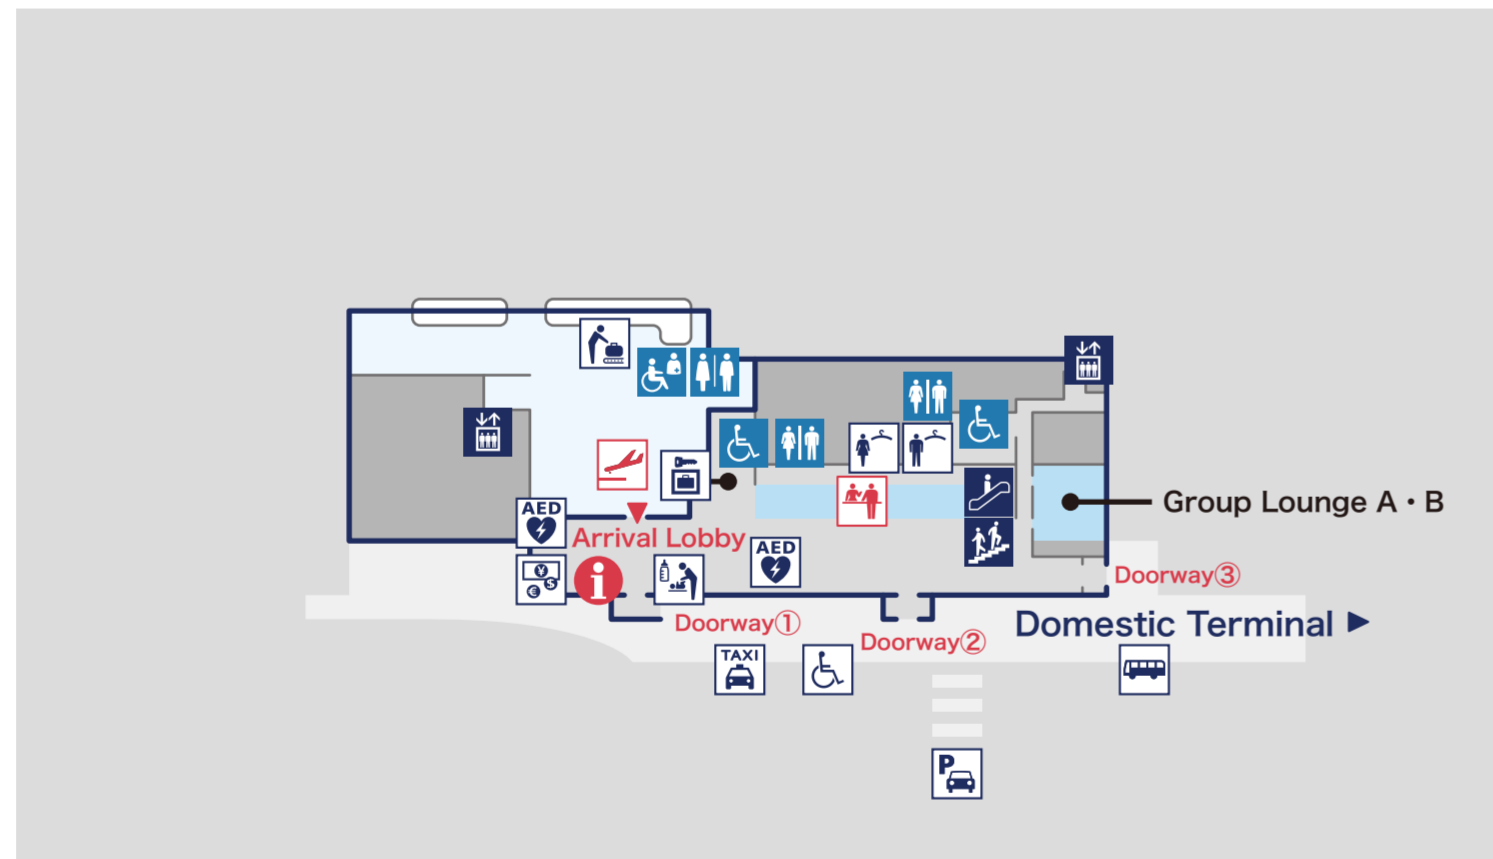 Group Lounge A・B
AED
Arrival Lobby
AED
¥
$
€
i
Doorway③
Doorway①
Domestic Terminal ▶
Doorway②
TAXI
P